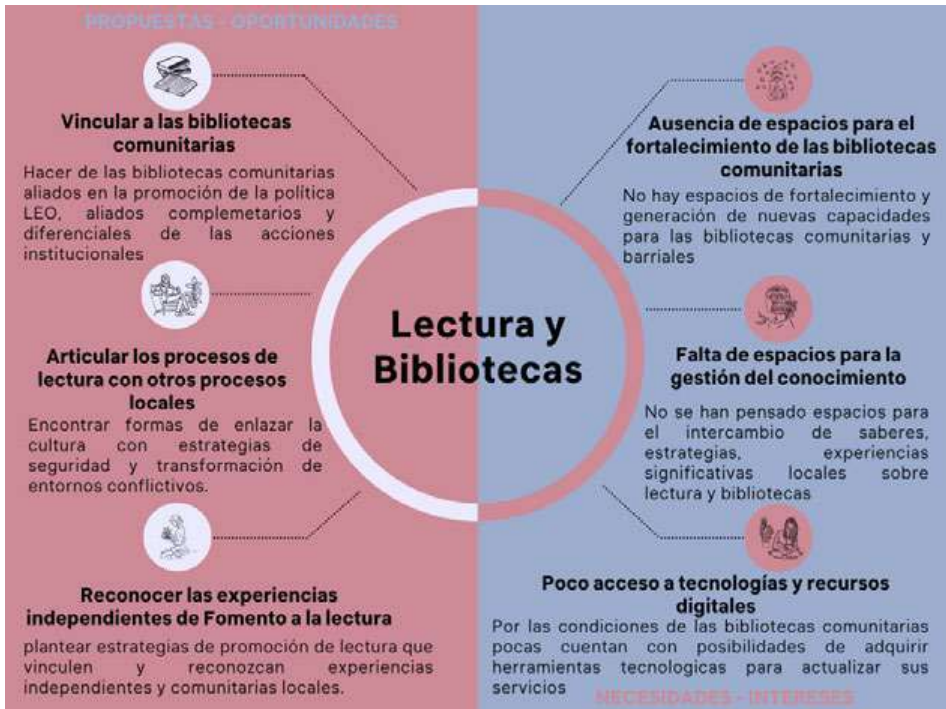 PROPUESTAS - OPORTUNIDADES
Vincular a las bibliotecas
comunitarias
Hacer de las bibliotecas comunitarias
aliados en la promoción de la política
LEO, aliados complemetarios y
diferenciales de las acciones
institucionales
Articular los procesos de
lectura con otros procesos
locales
Encontrar formas de enlazar la
cultura con estrategias de
seguridad y transformación de
entornos conflictivos.
Reconocer las experiencias
independientes de Fomento a la lectura
plantear estrategias de promoción de lectura que
vinculen y reconozcan experiencias
independientes y comunitarias locales.
Lectura y
Bibliotecas
Ausencia de espacios para el
fortalecimiento de las bibliotecas
comunitarias
No hay espacios de fortalecimiento y
generación de nuevas capacidades
para las bibliotecas comunitarias y
barriales
Falta de espacios para la
gestión del conocimiento
No se han pensado espacios para
el intercambio de saberes,
estrategias, experiencias
significativas locales sobre
lectura y bibliotecas
Poco acceso a tecnologías y recursos
digitales
Por las condiciones de las bibliotecas comunitarias
pocas cuentan con posibilidades de adquirir
herramientas tecnologicas para actualizar sus
servicios
NECESIDADES - INTERESES